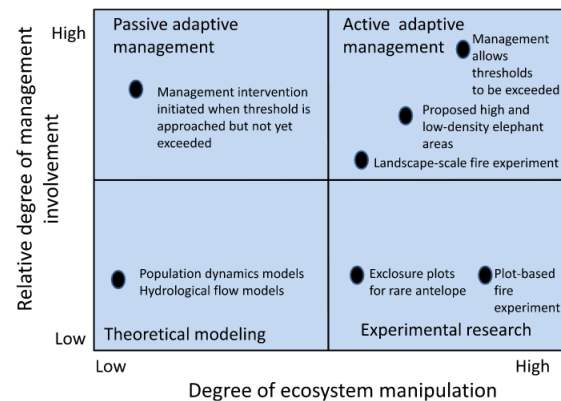 Relative degree of management
involvement
High
Low
Passive adaptive
management
Management intervention
initiated when threshold is
approached but not yet
exceeded
Active adaptive
management
Management
allows
thresholds
to be exceeded
Proposed high and
low-density elephant
areas
Landscape-scale fire experiment
Population dynamics models
Hydrological flow models
Theoretical modeling
Exclosure plots
for rare antelope
Plot-based
fire
experiment
Experimental research
Low
High
Degree of ecosystem manipulation